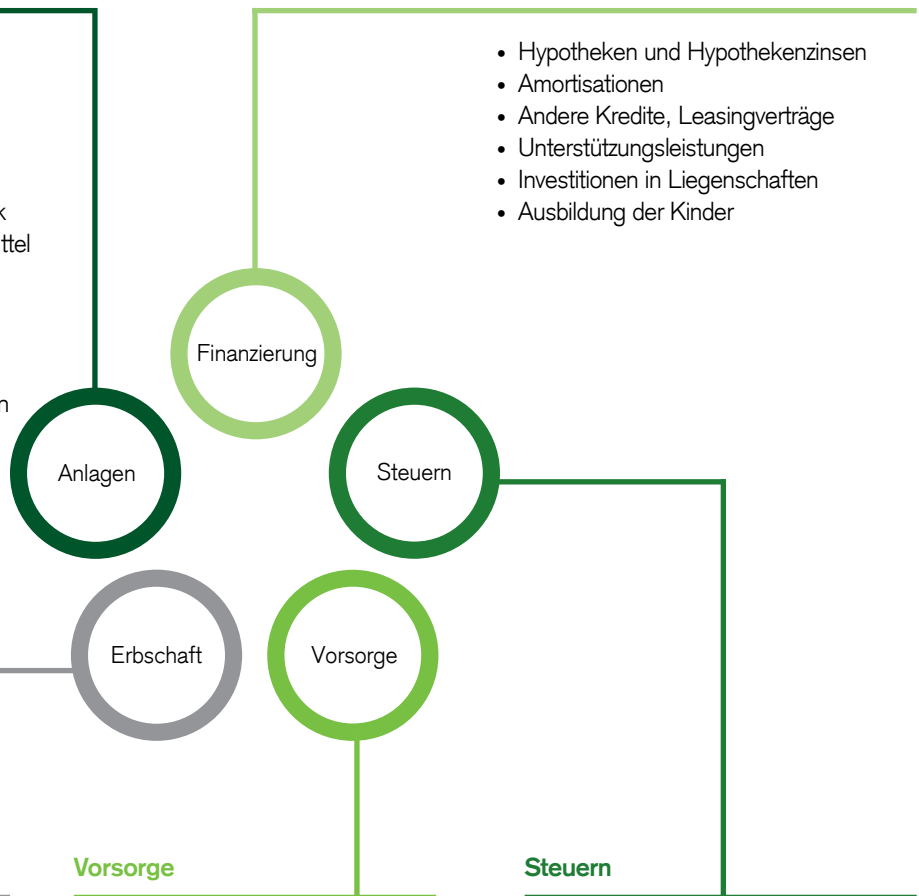 • Hypotheken und Hypothekenzinsen
• Amortisationen
• Andere Kredite, Leasingverträge
• Unterstützungsleistungen
• Investitionen in Liegenschaften
• Ausbildung der Kinder
Finanzierung
Anlagen
Steuern
Erbschaft
Vorsorge
Vorsorge
Steuern